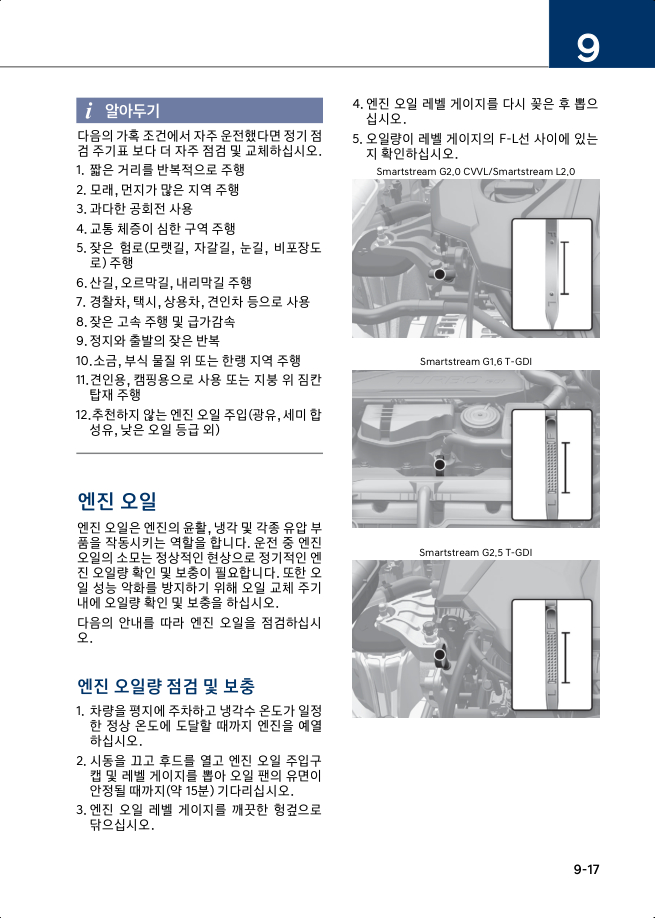 9
i 알아두기
다음의 가혹 조건에서 자주 운전했다면 정기 점
검 주기표 보다 더 자주 점검 및 교체하십시오.
1. 짧은 거리를 반복적으로 주행
2. 모래, 먼지가 많은 지역 주행
3. 과다한 공회전 사용
4. 교통 체증이 심한 구역 주행
5. 잦은 험로(모랫길, 자갈길, 눈길, 비포장도
로) 주행
6. 산길, 오르막길, 내리막길 주행
7. 경찰차, 택시, 상용차, 견인차 등으로 사용
8. 잦은 고속 주행 및 급가감속
9. 정지와 출발의 잦은 반복
10.소금, 부식 물질 위 또는 한랭 지역 주행
11.견인용, 캠핑용으로 사용 또는 지붕 위 짐칸
탑재 주행
12.추천하지 않는 엔진 오일 주입(광유, 세미 합
성유, 낮은 오일 등급 외)
엔진 오일
엔진 오일은 엔진의 윤활, 냉각 및 각종 유압 부
품을 작동시키는 역할을 합니다. 운전 중 엔진
오일의 소모는 정상적인 현상으로 정기적인 엔
진 오일량 확인 및 보충이 필요합니다. 또한 오
일 성능 악화를 방지하기 위해 오일 교체 주기
내에 오일량 확인 및 보충을 하십시오.
다음의 안내를 따라 엔진 오일을 점검하십시
오.
엔진 오일량 점검 및 보충
1. 차량을 평지에 주차하고 냉각수 온도가 일정
한 정상 온도에 도달할 때까지 엔진을 예열
하십시오.
2. 시동을 끄고 후드를 열고 엔진 오일 주입구
캡 및 레벨 게이지를 뽑아 오일 팬의 유면이
안정될 때까지(약 15분) 기다리십시오.
3. 엔진 오일 레벨 게이지를 깨끗한 헝겊으로
닦으십시오.
4. 엔진 오일 레벨 게이지를 다시 꽂은 후 뽑으
십시오.
5. 오일량이 레벨 게이지의 F-L선 사이에 있는
지 확인하십시오.
Smartstream G2,0 CVVL/Smartstream L2,0
Smartstream G1,6 T-GDI
TURBO
Smartstream G2,5 T-GDI
9-17